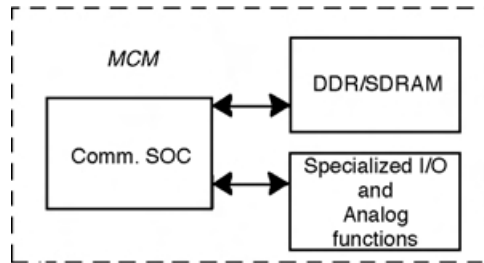 MCM
DDR/SDRAM
Comm. SOC
Specialized I/O
and
Analog
functions